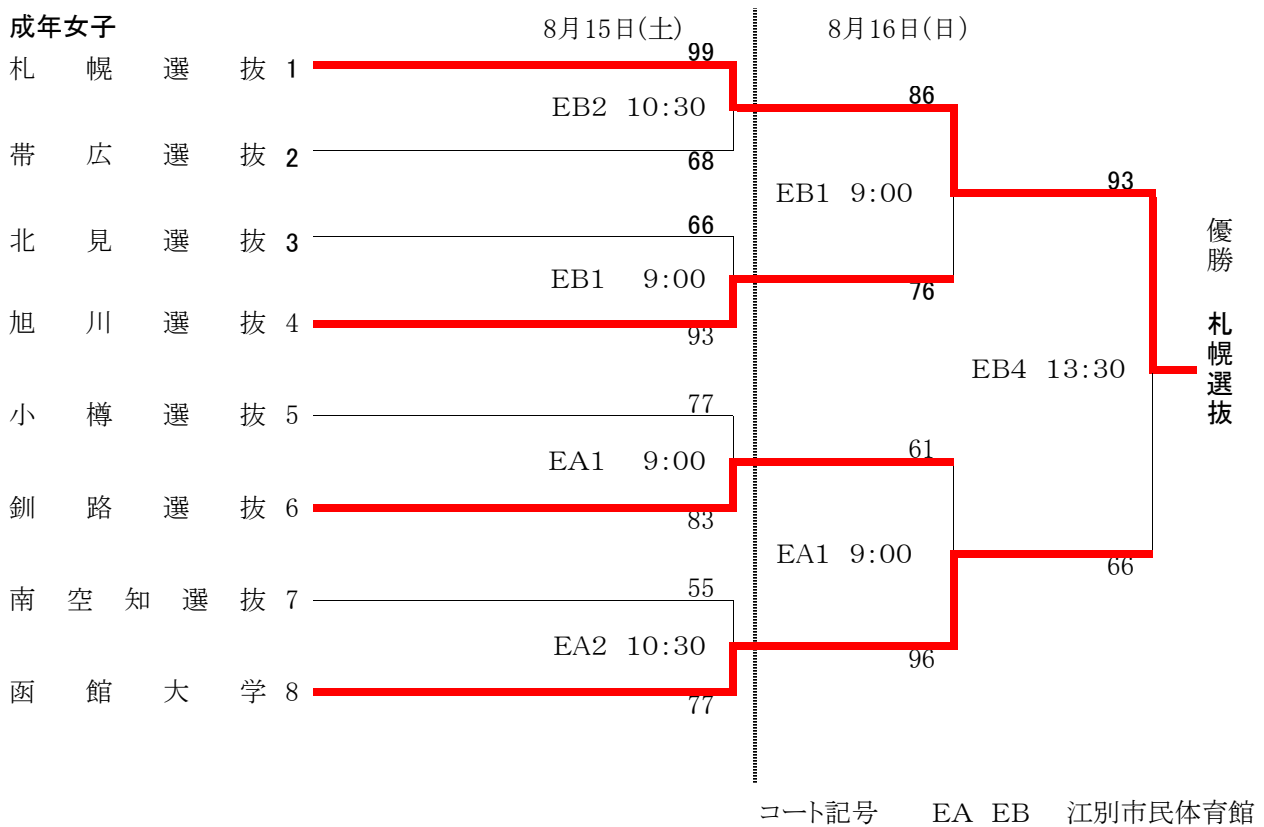 成年女子 8月15日(土) 8月16日(日)
札幌選抜 1 99
EB2 10:30 86
帯広選抜 2 68
EB1 9:00 93
北見選抜 3 66
EB1 9:00 76
旭川選抜 4 93
EB4 13:30
優勝 札幌選抜
小樽選抜 5 77
EA1 9:00 61
釧路選抜 6 83
EA1 9:00 66
南空知選抜 7 55
EA2 10:30 96
函館大学 8 77
コート記号 EA EB 江別市民体育館